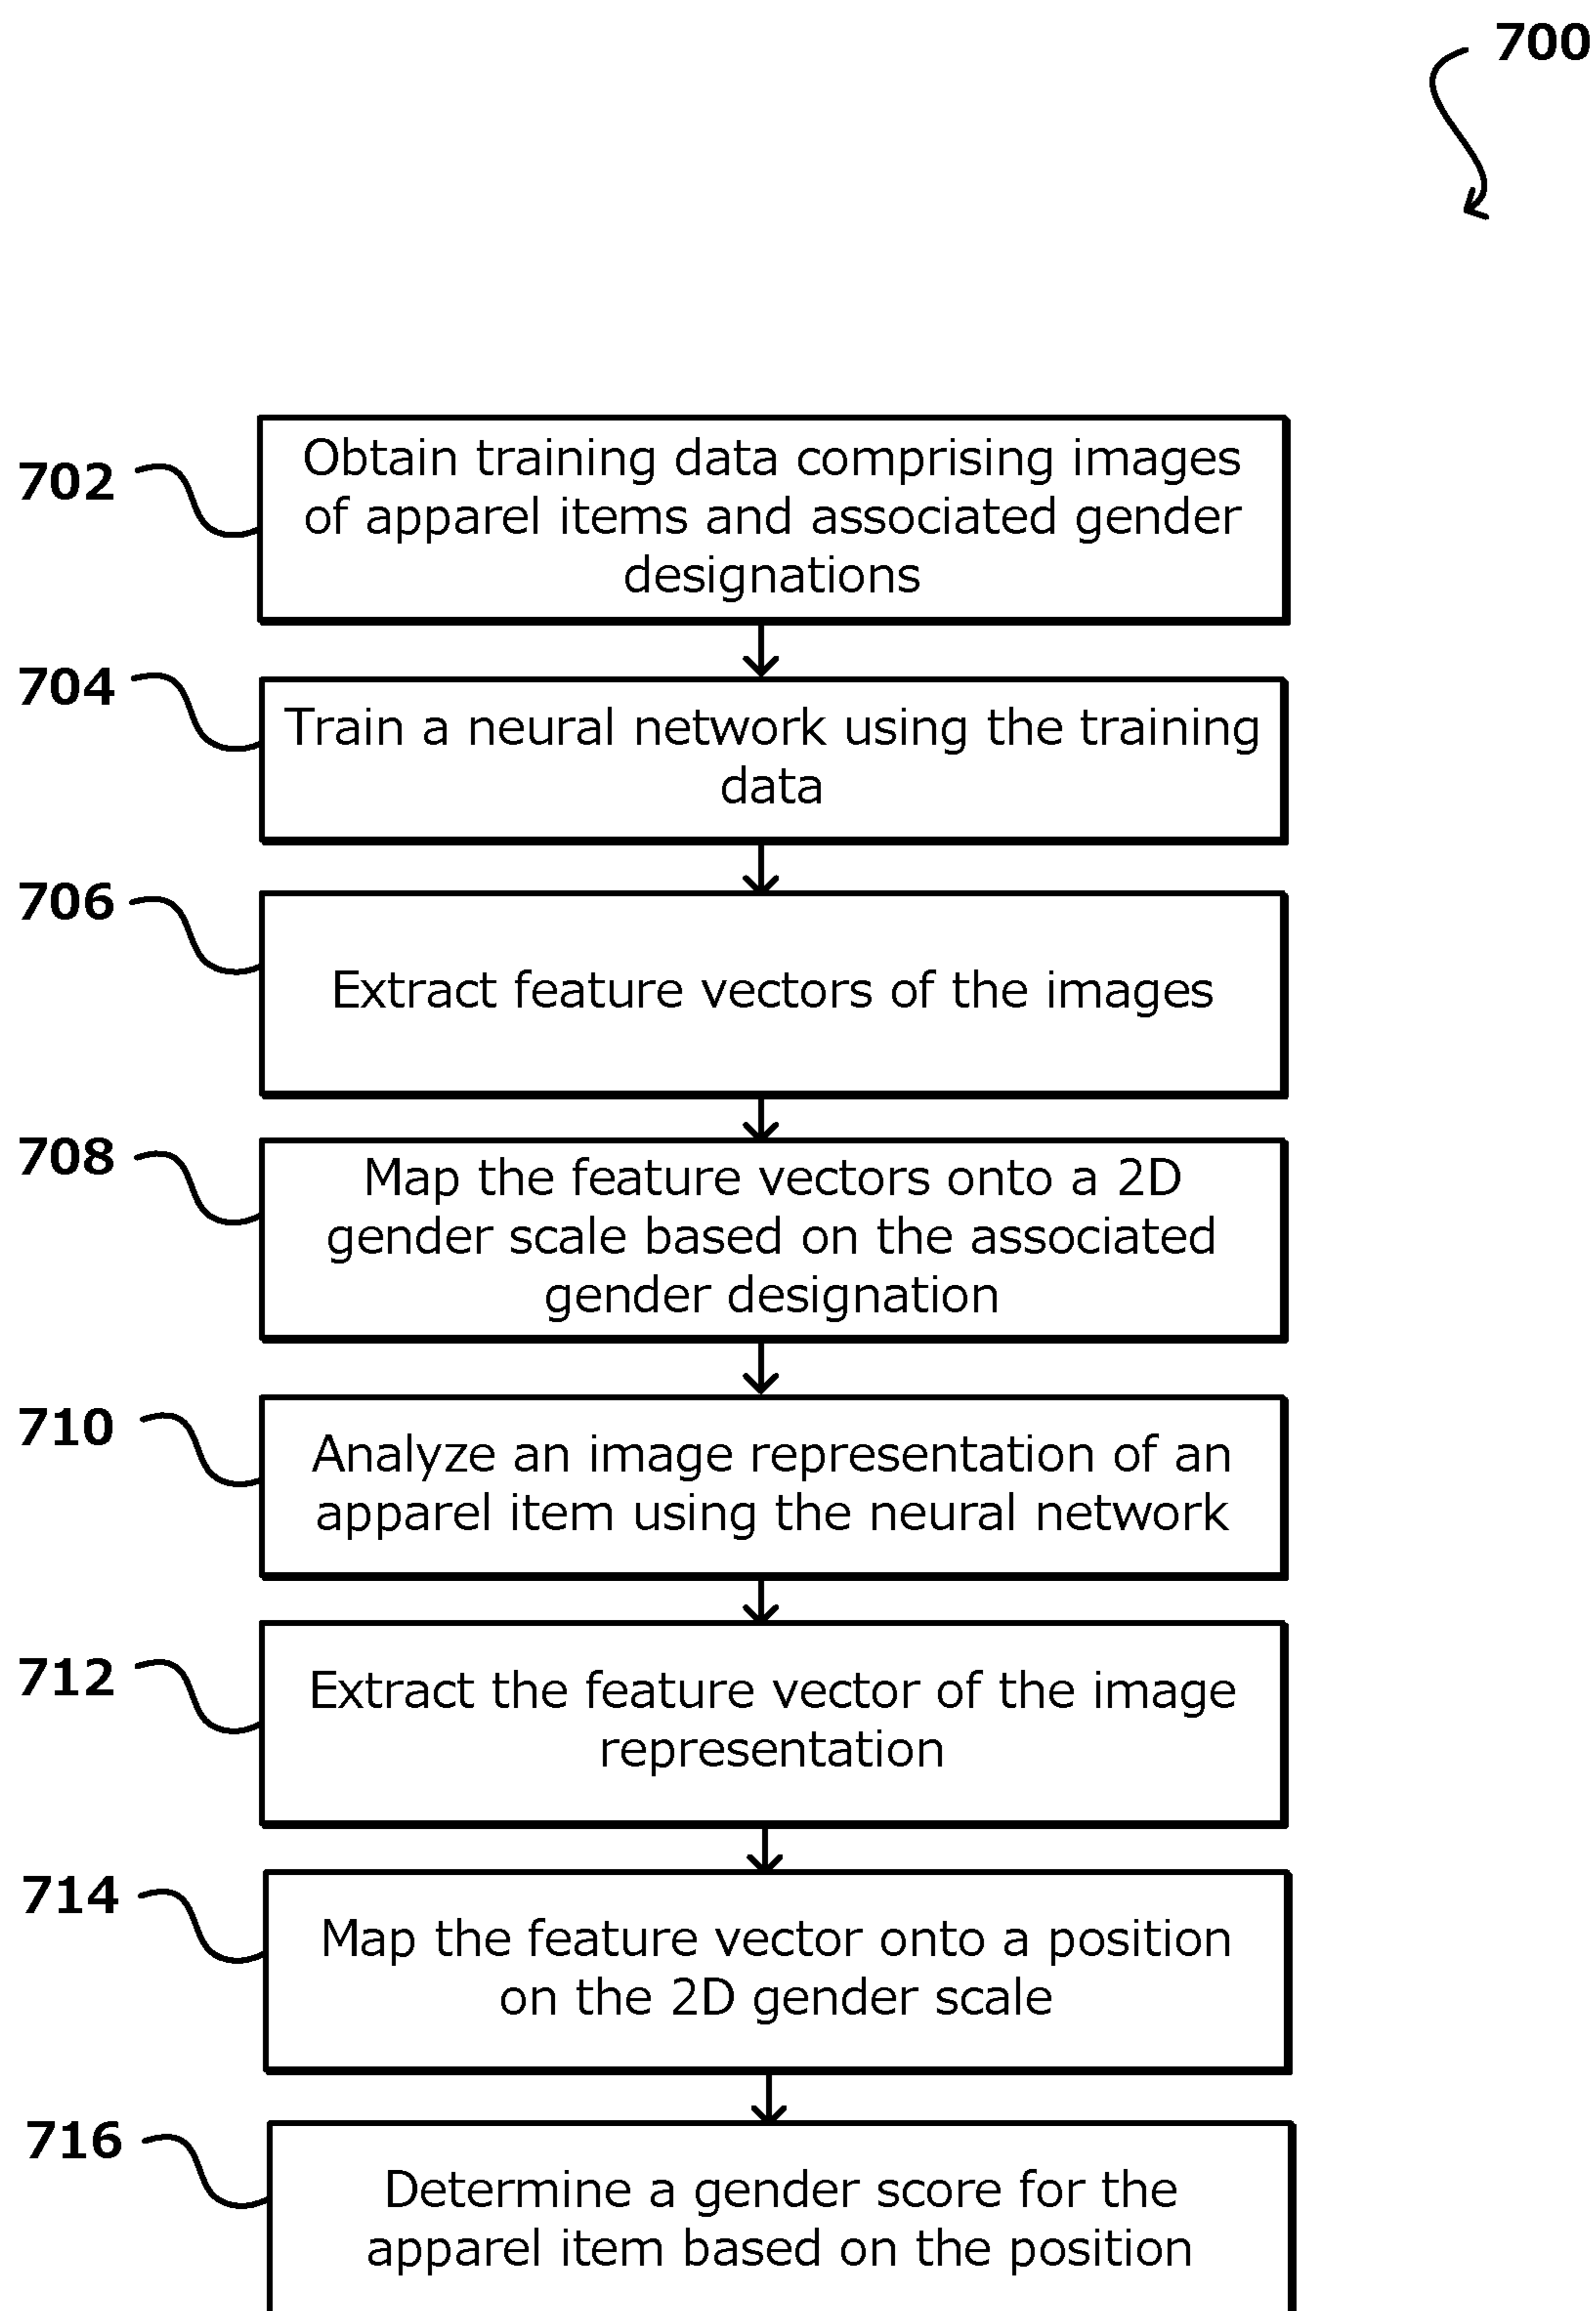 700
702
Obtain training data comprising images
of apparel items and associated gender
designations
704
Train a neural network using the training
data
706
Extract feature vectors of the images
708
Map the feature vectors onto a 2D
gender scale based on the associated
gender designation
710
Analyze an image representation of an
apparel item using the neural network
712
Extract the feature vector of the image
representation
714
Map the feature vector onto a position
on the 2D gender scale
716
Determine a gender score for the
apparel item based on the position